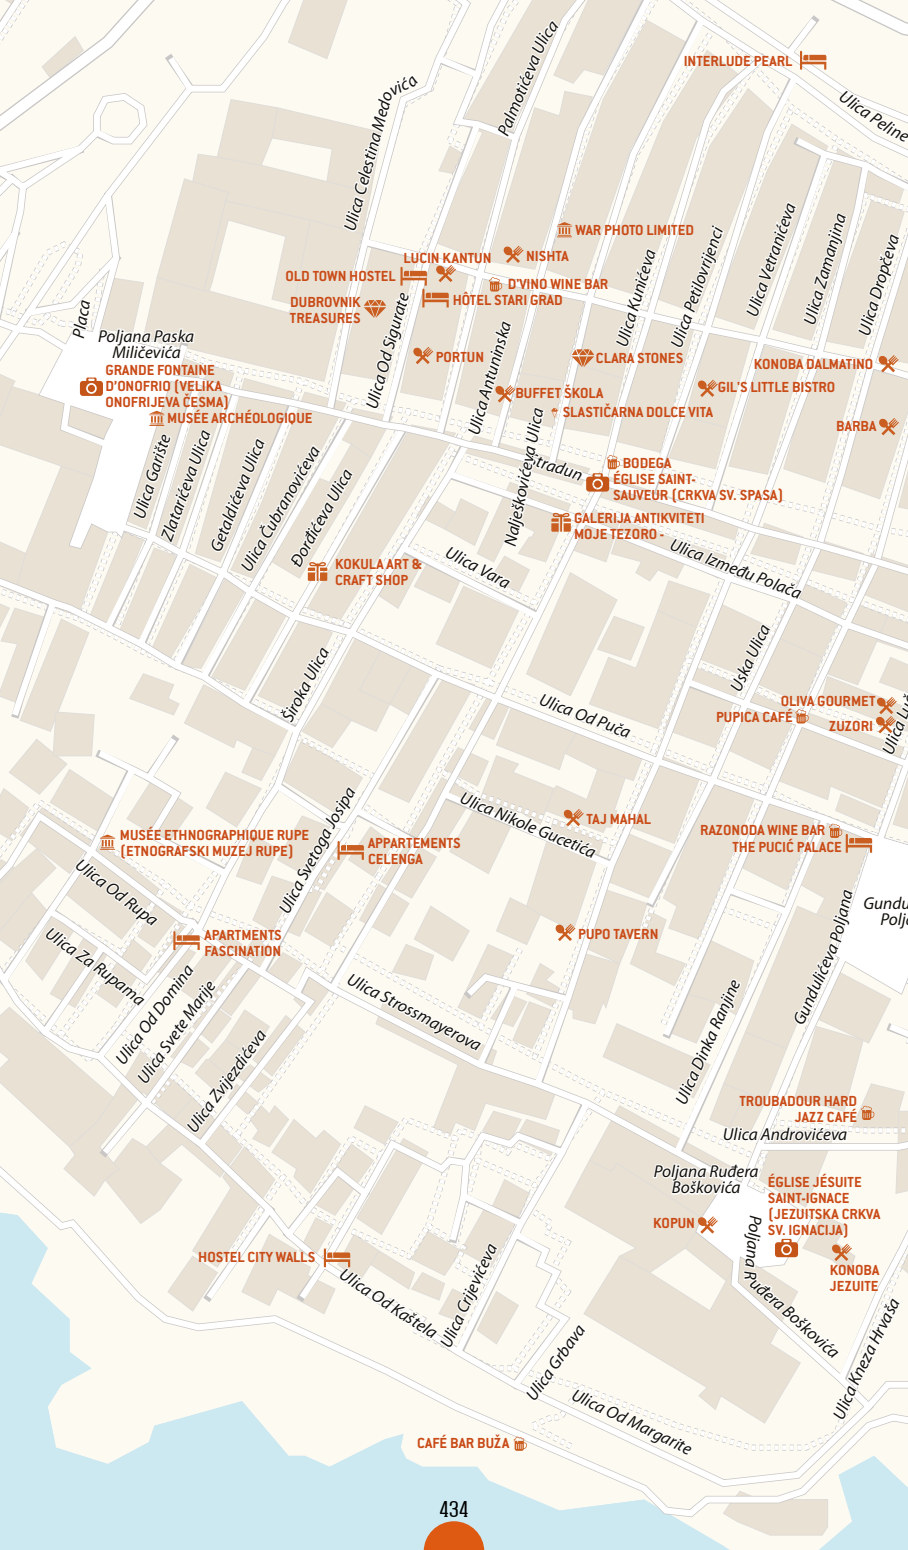 INTERLUDE PEARL
Palmotićeva Ulica
Ulica Peline
Ulica Celestina Medovića
WAR PHOTO LIMITED
LUCIN KANTUN
NISHTA
OLD TOWN HOSTEL
D'VINO WINE BAR
HÔTEL STARI GRAD
DUBROVNIK
TREASURES
Placa
Ulica Od Sigurate
Ulica Antuninska
Ulica Kunićeva
Ulica Petilovrijenci
Ulica Vetranićeva
Ulica Zamanjina
Ulica Dropčeva
Poljana Paska
Miličevića
PORTUN
CLARA STONES
KONOBA DALMATINO
GRANDE FONTAINE
D'ONOFRIO (VELIKA
ONOFRIJEVA ČESMA)
BUFFET ŠKOLA
GIL'S LITTLE BISTRO
MUSÉE ARCHÉOLOGIQUE
SLASTIČARNA DOLCE VITA
BARBA
Ulica Garište
Zlatarićeva Ulica
Getaldićeva Ulica
Ulica Čubranovićeva
Đorđićeva Ulica
Nalješkovićeva Ulica
Stradun
BODEGA
ÉGLISE SAINT-
SAUVEUR (CRKVA SV. SPASA)
GALERIJA ANTIKVITETI
MOJE TEZORO -
Ulica Između Polača
Ulica Vara
KOKULA ART &
CRAFT SHOP
Široka Ulica
Uska Ulica
Ulica Od Puča
OLIVA GOURMET
PUPICA CAFÉ
ZUZORI
Ulica Svetoga Josipa
Ulica Nikole Gucetića
TAJ MAHAL
MUSÉE ETHNOGRAPHIQUE RUPE
(ETNOGRAFSKI MUZEJ RUPE)
APPARTEMENTS
CELENGA
RAZONODA WINE BAR
THE PUCIĆ PALACE
Ulica Od Rupa
Ulica Za Rupama
APARTMENTS
FASCINATION
PUPO TAVERN
Gundulićeva Poljana
Ulica Od Domina
Ulica Svete Marije
Ulica Zvijezdićeva
Ulica Strossmayerova
Ulica Dinka Ranjine
TROUBADOUR HARD
JAZZ CAFÉ
Ulica Androvićeva
Poljana Ruđera
Boškovića
ÉGLISE JÉSUITE
SAINT-IGNACE
(JEZUITSKA CRKVA
SV. IGNACIJA)
KOPUN
KONOBA
JEZUITE
HOSTEL CITY WALLS
Ulica Od Kaštela
Ulica Crijevićeva
Ulica Grbava
Poljana Ruđera Boškovića
Ulica Kneza Hrvaša
Ulica Od Margarite
CAFÉ BAR BUŽA
434